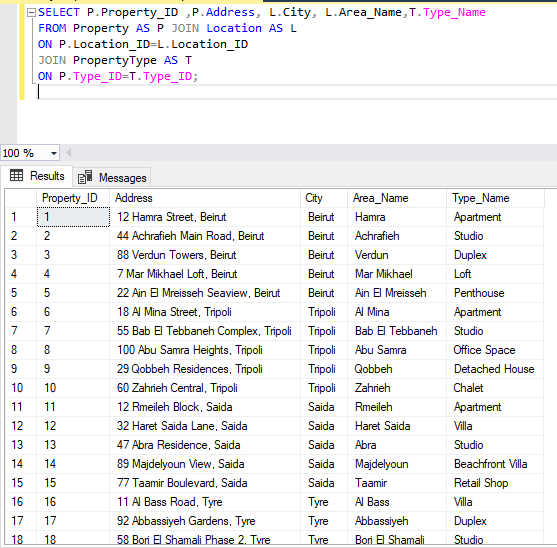 SELECT P.Property_ID ,P.Address, L.City, L.Area_Name,T.Type_Name
FROM Property AS P JOIN Location AS L
ON P.Location_ID=L.Location_ID
JOIN PropertyType AS T
ON P.Type_ID=T.Type_ID;
100 %
Results Messages
Property_ID Address City Area_Name Type_Name
1 1 12 Hamra Street, Beirut Beirut Hamra Apartment
2 2 44 Achrafieh Main Road, Beirut Beirut Achrafieh Studio
3 3 88 Verdun Towers, Beirut Beirut Verdun Duplex
4 4 7 Mar Mikhael Loft, Beirut Beirut Mar Mikhael Loft
5 5 22 Ain El Mreisseh Seaview, Beirut Beirut Ain El Mreisseh Penthouse
6 6 18 Al Mina Street, Tripoli Tripoli Al Mina Apartment
7 7 55 Bab El Tebbaneh Complex, Tripoli Tripoli Bab El Tebbaneh Studio
8 8 100 Abu Samra Heights, Tripoli Tripoli Abu Samra Office Space
9 9 29 Qobbeh Residences, Tripoli Tripoli Qobbeh Detached House
10 10 60 Zahrieh Central, Tripoli Tripoli Zahrieh Chalet
11 11 12 Rmeileh Block, Saida Saida Rmeileh Apartment
12 12 32 Haret Saida Lane, Saida Saida Haret Saida Villa
13 13 47 Abra Residence, Saida Saida Abra Studio
14 14 89 Majdelyoun View, Saida Saida Majdelyoun Beachfront Villa
15 15 77 Taamir Boulevard, Saida Saida Taamir Retail Shop
16 16 11 Al Bass Road, Tyre Tyre Al Bass Villa
17 17 92 Abbassiyeh Gardens, Tyre Tyre Abbassiyeh Duplex
18 18 58 Borj El Shamali Phase 2, Tyre Tyre Borj El Shamali Studio